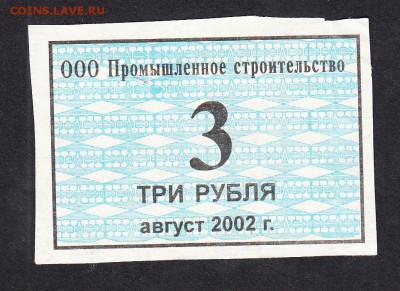 COINS.LAVE.RU
ООО Промышленное строительство
3
ТРИ РУБЛЯ
август 2002 г.